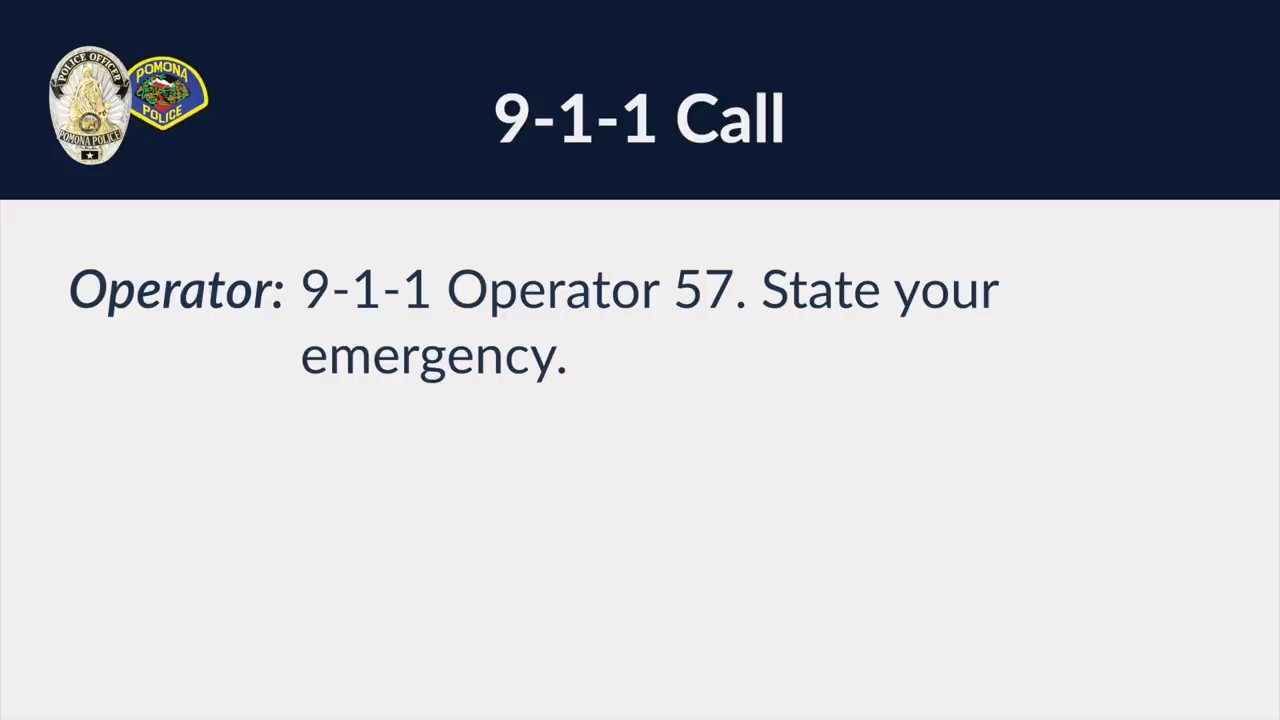 POLICE OFFICER
POMONA POLICE
POMONA
POLICE
9-1-1 Call
Operator: 9-1-1 Operator 57. State your
emergency.